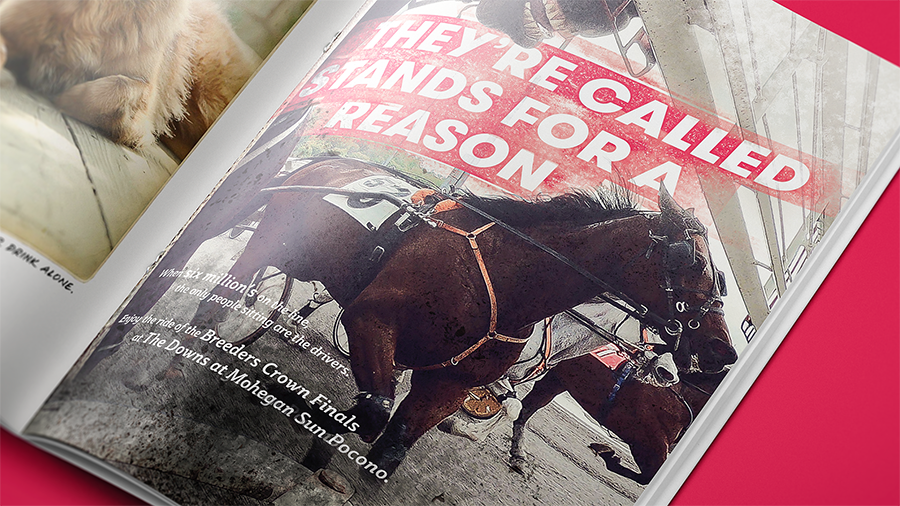 DRINK ALONE.
THEY'RE CALLED
STANDS FOR A
REASON
When six million's on the line,
the only people sitting are the drivers.
Enjoy the ride of the Breeders Crown Finals
at The Downs at Mohegan Sun Pocono.